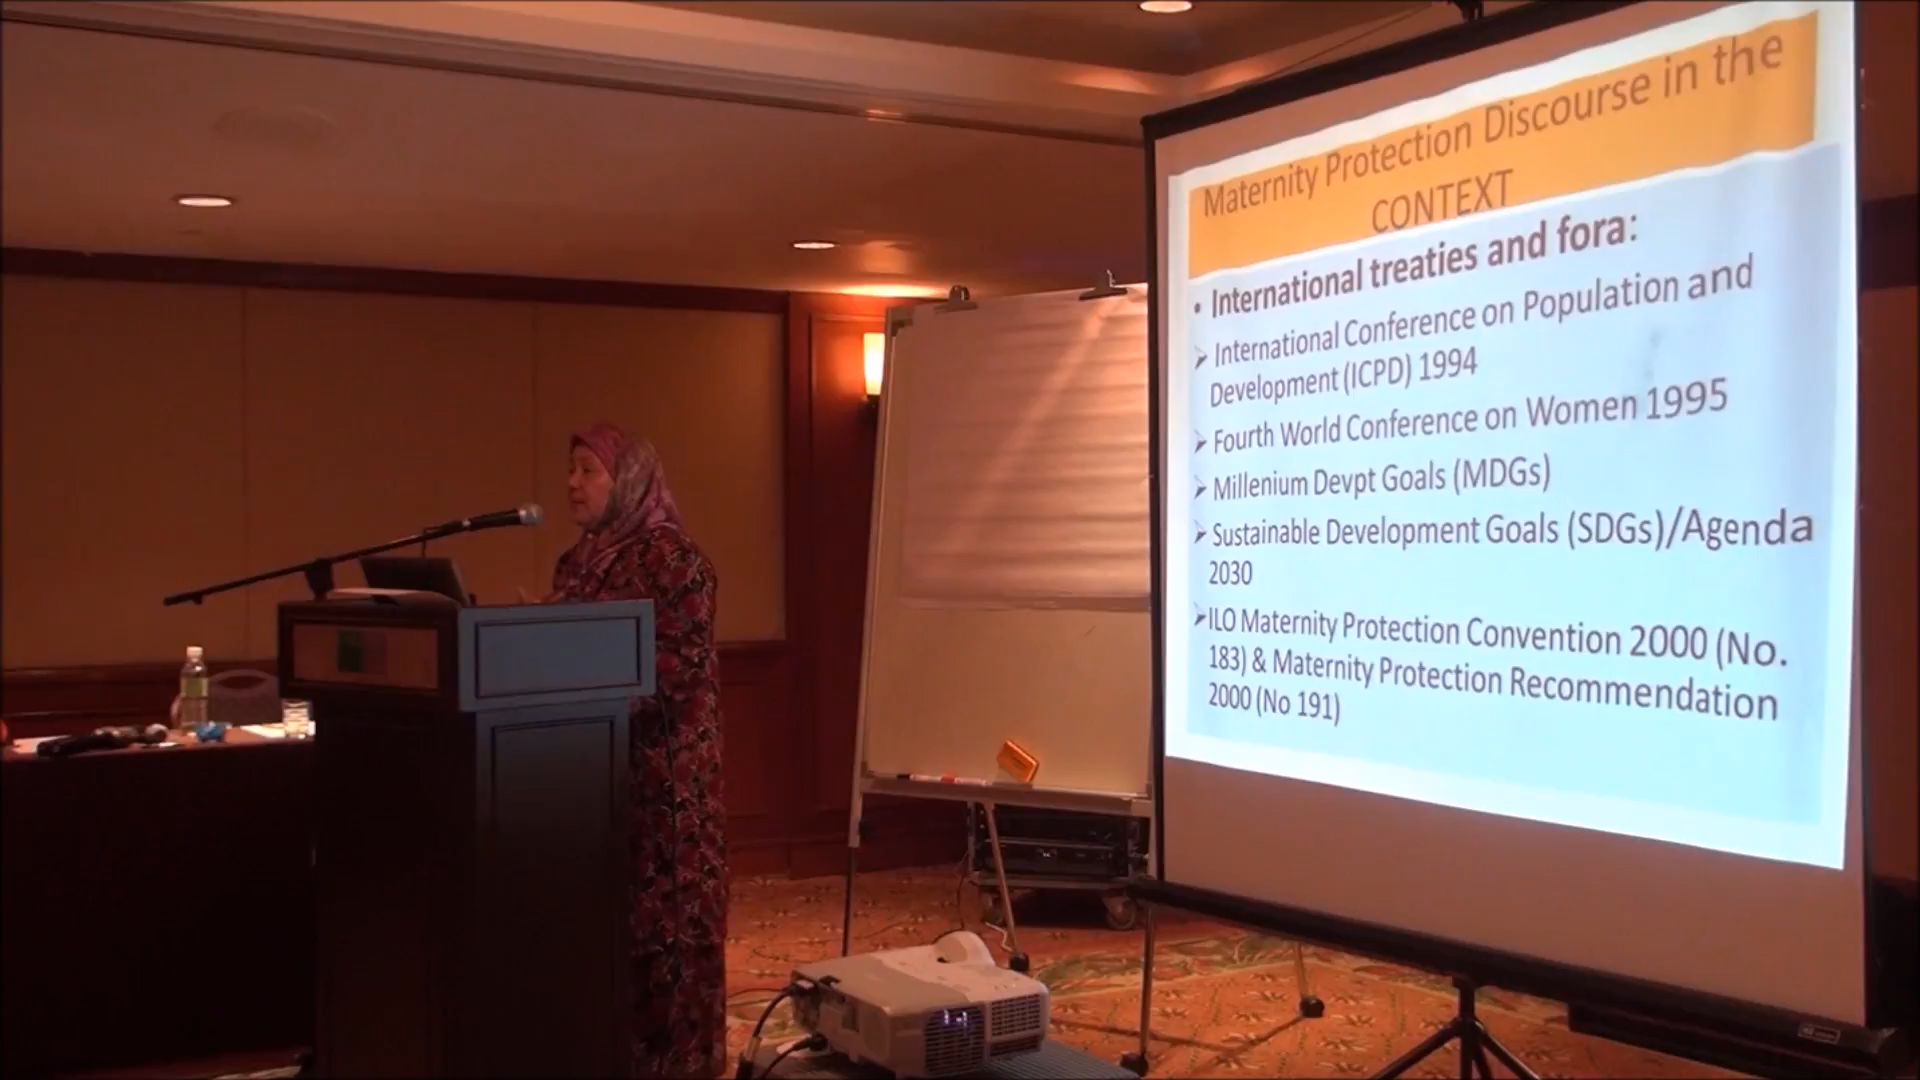 Maternity Protection Discourse in the
CONTEXT
• International treaties and fora:
➢ International Conference on Population and
Development (ICPD) 1994
➢ Fourth World Conference on Women 1995
➢ Millenium Devpt Goals (MDGs)
➢ Sustainable Development Goals (SDGs)/Agenda
2030
➢ILO Maternity Protection Convention 2000 (No.
183) & Maternity Protection Recommendation
2000 (No 191)